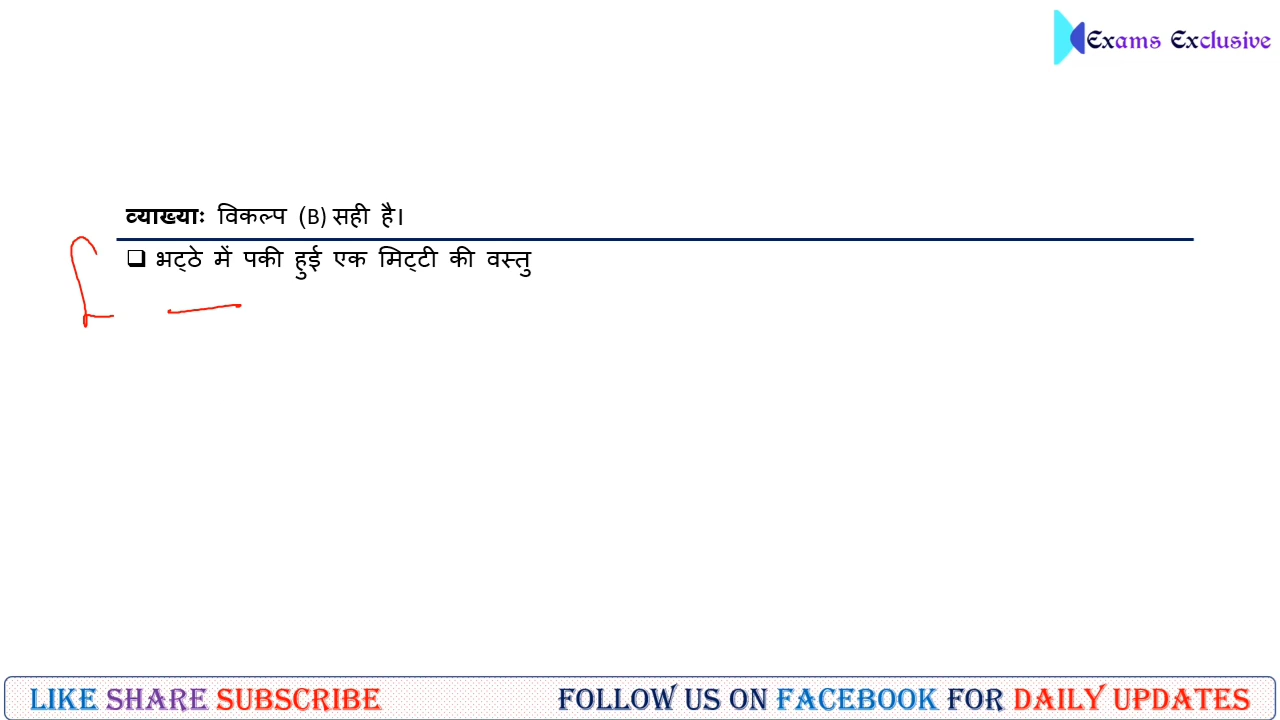 Exams Exclusive
व्याख्याः विकल्प (B) सही है।
❑ भट्ठे में पकी हुई एक मिट्टी की वस्तु
LIKE SHARE SUBSCRIBE FOLLOW US ON FACEBOOK FOR DAILY UPDATES